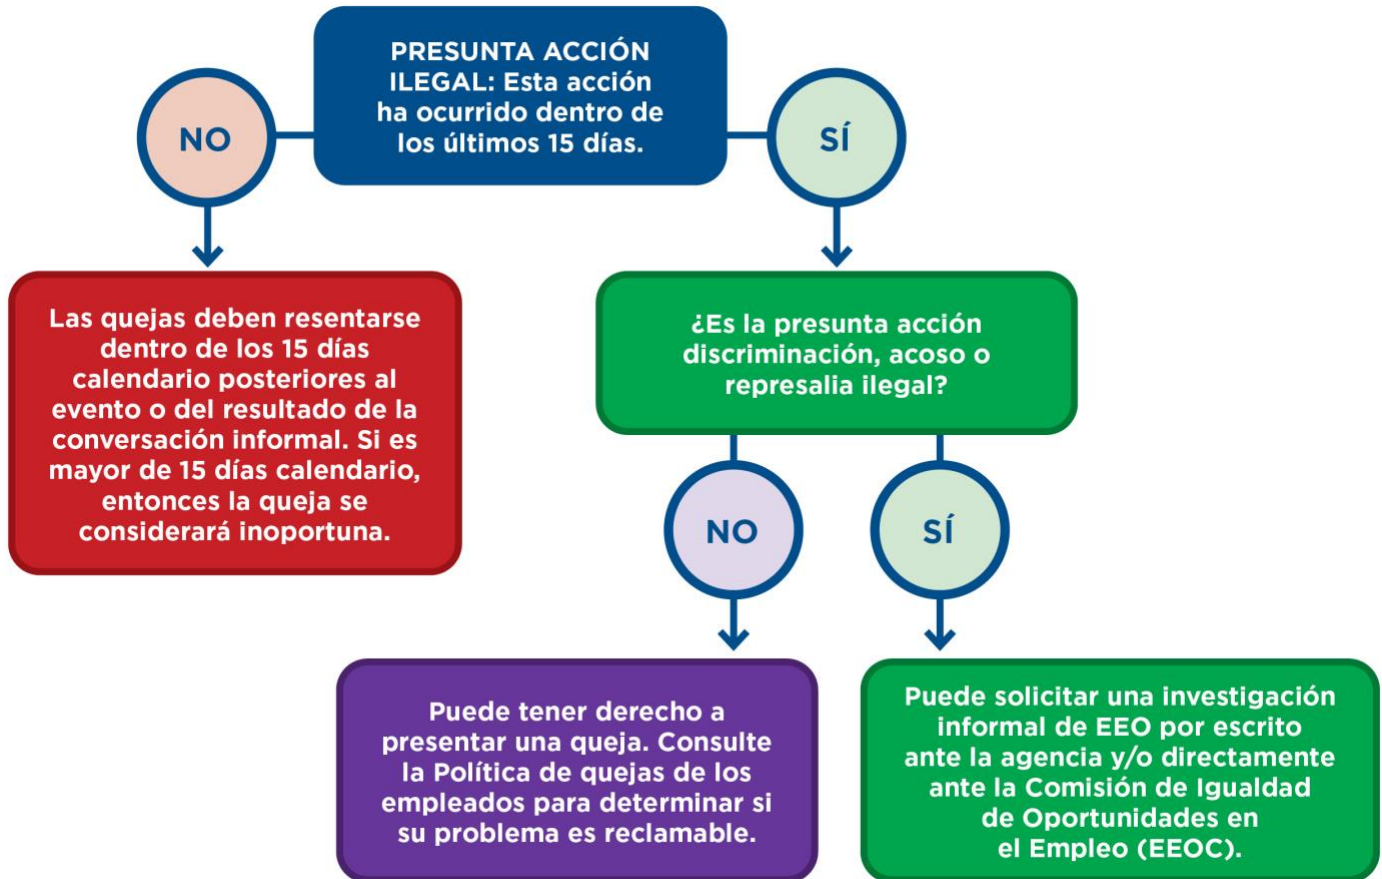 PRESUNTA ACCIÓN
ILEGAL: Esta acción
ha ocurrido dentro de
los últimos 15 días.
NO
SÍ
Las quejas deben resentarse
dentro de los 15 días
calendario posteriores al
evento o del resultado de la
conversación informal. Si es
mayor de 15 días calendario,
entonces la queja se
considerará inoportuna.
¿Es la presunta acción
discriminación, acoso o
represalia ilegal?
NO
SÍ
Puede tener derecho a
presentar una queja. Consulte
la Política de quejas de los
empleados para determinar si
su problema es reclamable.
Puede solicitar una investigación
informal de EEO por escrito
ante la agencia y/o directamente
ante la Comisión de Igualdad
de Oportunidades en
el Empleo (EEOC).